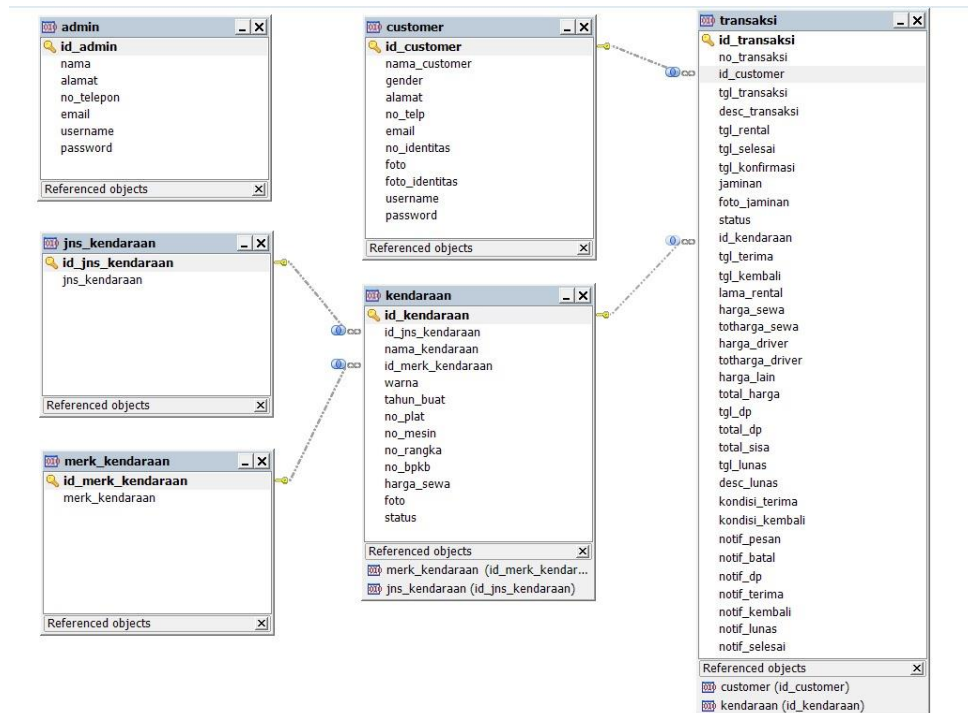 admin
id_admin
nama
alamat
no_telepon
email
username
password
Referenced objects
customer
id_customer
nama_customer
gender
alamat
no_telp
email
no_identitas
foto
foto_identitas
username
password
Referenced objects
transaksi
id_transaksi
no_transaksi
id_customer
tgl_transaksi
desc_transaksi
tgl_rental
tgl_selesai
tgl_konfirmasi
jaminan
foto_jaminan
status
id_kendaraan
tgl_terima
tgl_kembali
lama_rental
harga_sewa
totharga_sewa
harga_driver
totharga_driver
harga_lain
total_harga
tgl_dp
total_dp
total_sisa
tgl_lunas
desc_lunas
kondisi_terima
kondisi_kembali
notif_pesan
notif_batal
notif_dp
notif_terima
notif_kembali
notif_lunas
notif_selesai
Referenced objects
customer (id_customer)
kendaraan (id_kendaraan)
jns_kendaraan
id_jns_kendaraan
jns_kendaraan
Referenced objects
kendaraan
id_kendaraan
id_jns_kendaraan
nama_kendaraan
id_merk_kendaraan
warna
tahun_buat
no_plat
no_mesin
no_rangka
no_bpkb
harga_sewa
foto
status
Referenced objects
merk_kendaraan (id_merk_kendar...
jns_kendaraan (id_jns_kendaraan)
merk_kendaraan
id_merk_kendaraan
merk_kendaraan
Referenced objects